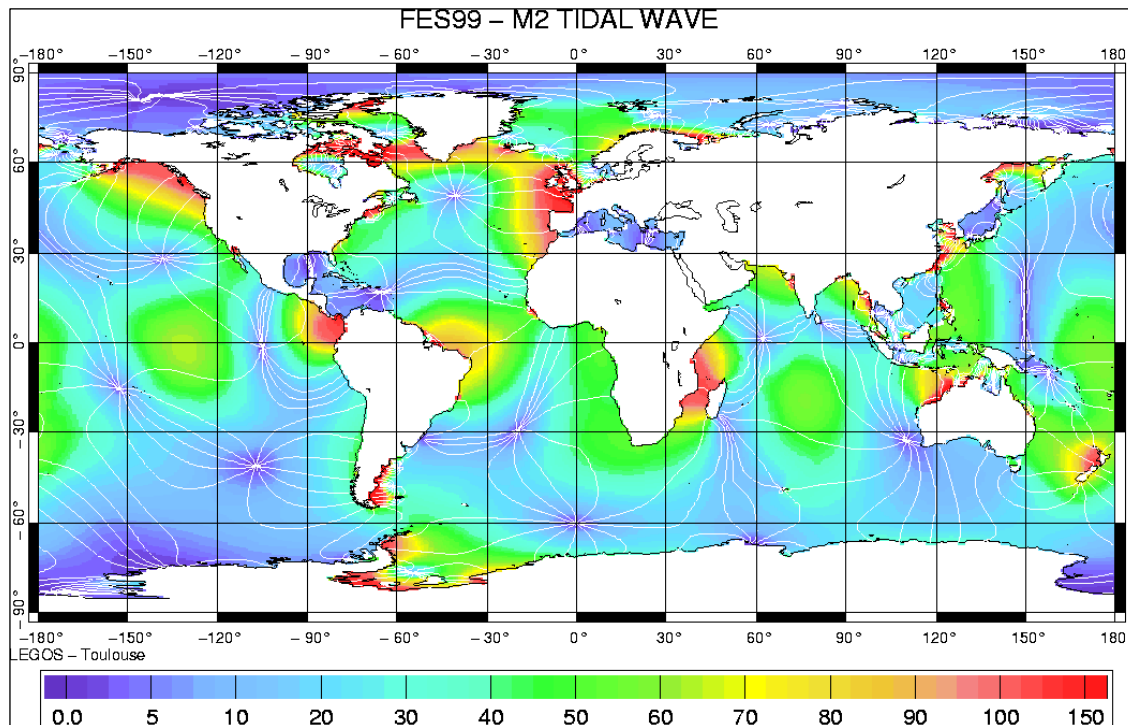 FES99 – M2 TIDAL WAVE
−180° −150° −120° −90° −60° −30° 0° 30° 60° 90° 120° 150° 180°
90° 60° 30° 0° −30° −60° −90°
−180° −150° −120° −90° −60° −30° 0° 30° 60° 90° 120° 150° 180
LEGOS – Toulouse
0.0 5 10 20 30 40 50 60 70 80 90 100 150